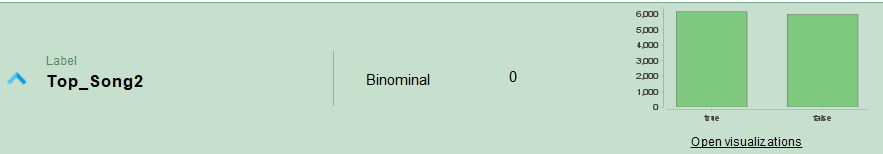 Label
Top_Song2
Binominal
0
6,000
5,000
4,000
3,000
2,000
1,000
0
true
false
Open visualizations